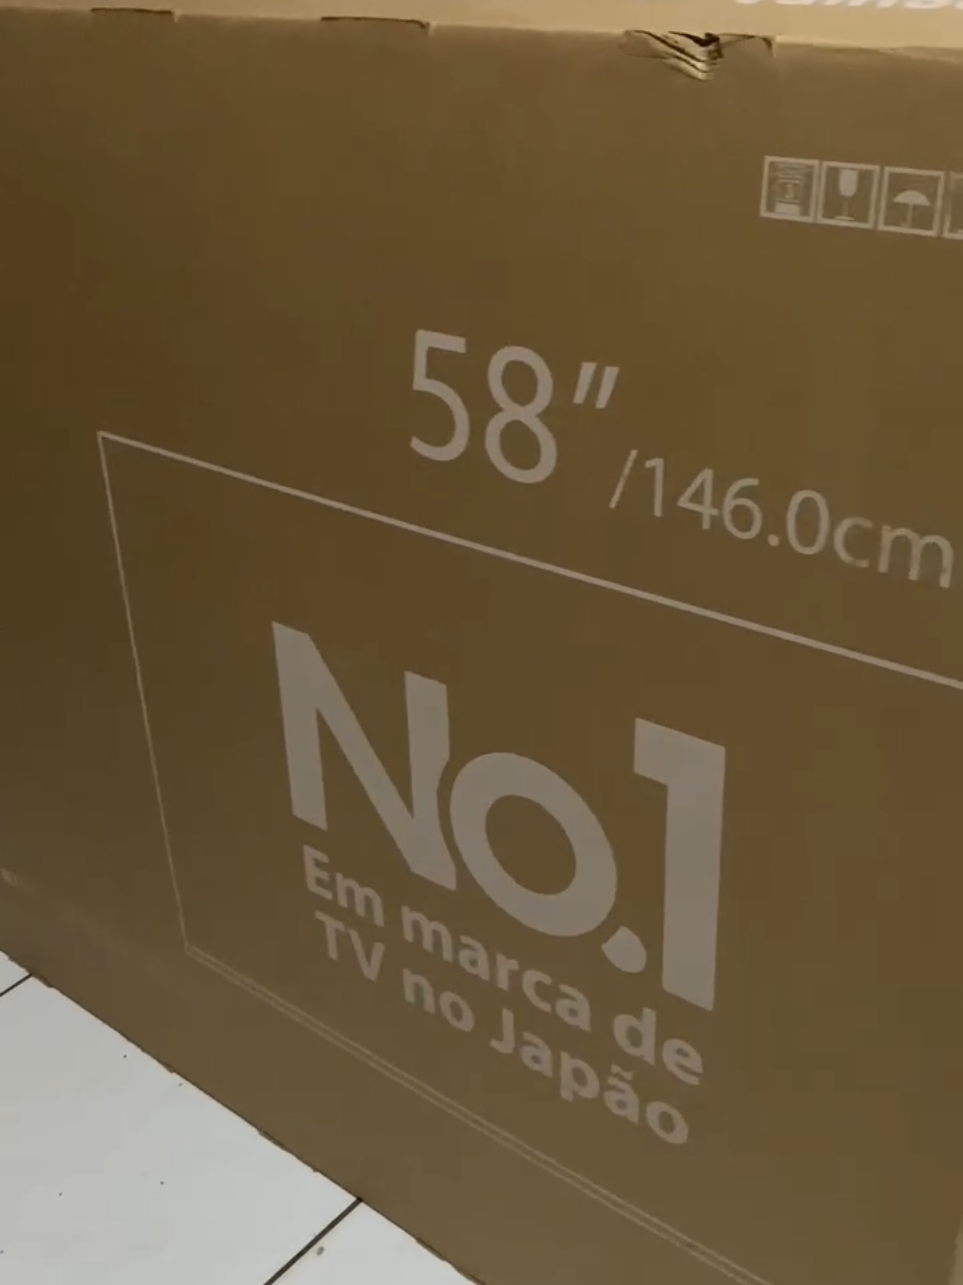 58"/146.0cm
No.1
Em marca de
TV no Japão